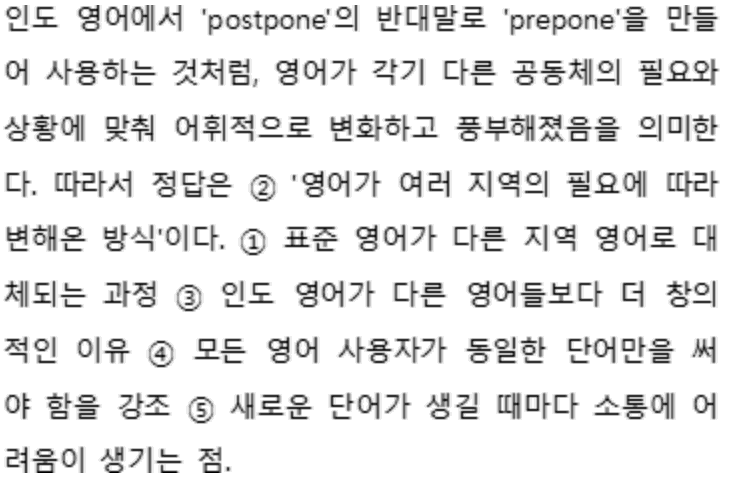 인도 영어에서 'postpone'의 반대말로 'prepone'을 만들
어 사용하는 것처럼, 영어가 각기 다른 공동체의 필요와
상황에 맞춰 어휘적으로 변화하고 풍부해졌음을 의미한
다. 따라서 정답은 ② '영어가 여러 지역의 필요에 따라
변해온 방식'이다. ① 표준 영어가 다른 지역 영어로 대
체되는 과정 ③ 인도 영어가 다른 영어들보다 더 창의
적인 이유 ④ 모든 영어 사용자가 동일한 단어만을 써
야 함을 강조 ⑤ 새로운 단어가 생길 때마다 소통에 어
려움이 생기는 점.